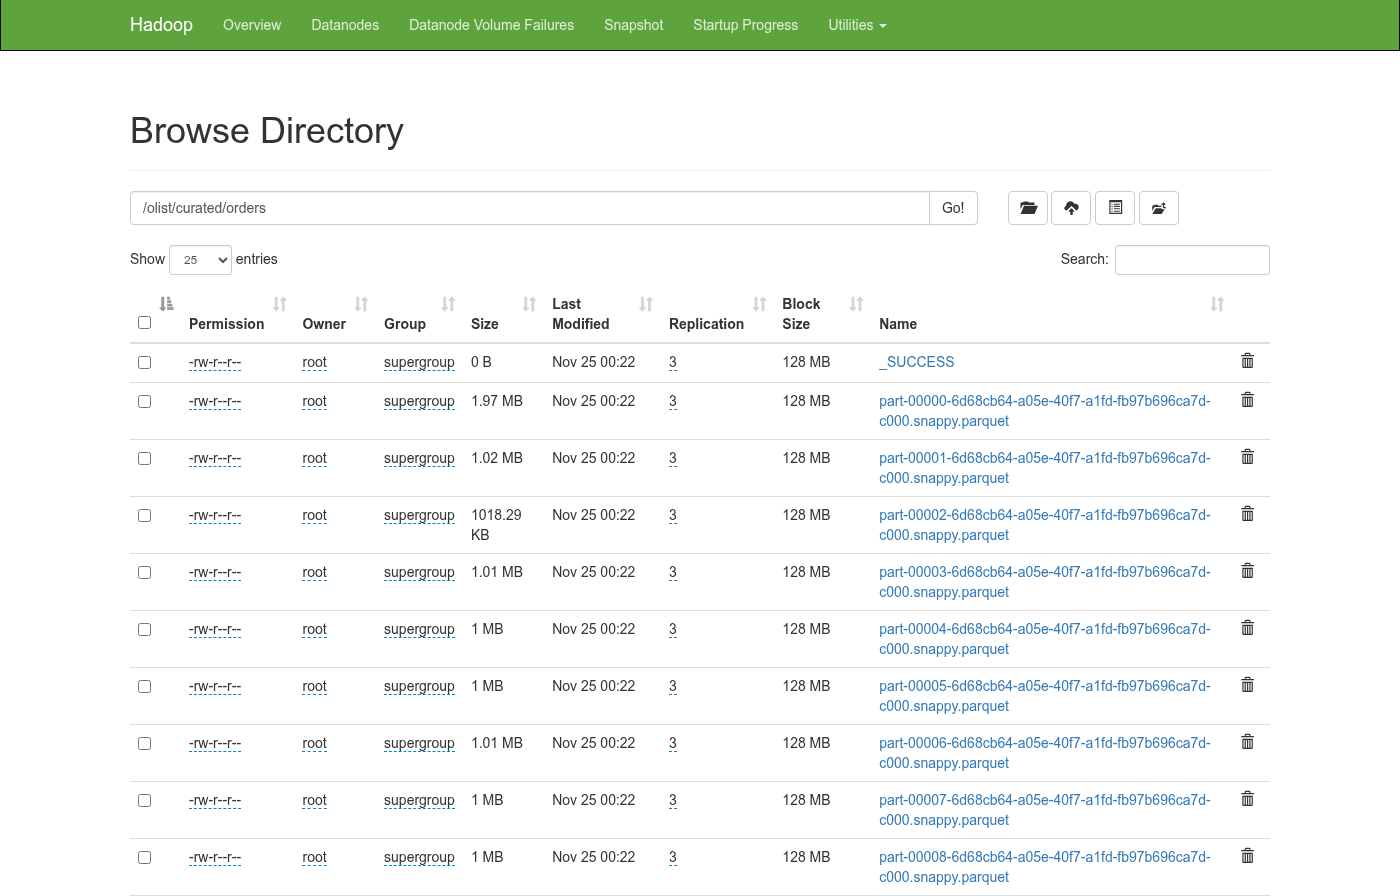 Hadoop Overview Datanodes Datanode Volume Failures Snapshot Startup Progress Utilities
Browse Directory
/olist/curated/orders Go!
Show 25 entries Search:
Permission Owner Group Size Last Modified Replication Block Size Name
-rw-r--r-- root supergroup 0 B Nov 25 00:22 3 128 MB _SUCCESS
-rw-r--r-- root supergroup 1.97 MB Nov 25 00:22 3 128 MB part-00000-6d68cb64-a05e-40f7-a1fd-fb97b696ca7d-
c000.snappy.parquet
-rw-r--r-- root supergroup 1.02 MB Nov 25 00:22 3 128 MB part-00001-6d68cb64-a05e-40f7-a1fd-fb97b696ca7d-
c000.snappy.parquet
-rw-r--r-- root supergroup 1018.29 Nov 25 00:22 3 128 MB part-00002-6d68cb64-a05e-40f7-a1fd-fb97b696ca7d-
KB c000.snappy.parquet
-rw-r--r-- root supergroup 1.01 MB Nov 25 00:22 3 128 MB part-00003-6d68cb64-a05e-40f7-a1fd-fb97b696ca7d-
c000.snappy.parquet
-rw-r--r-- root supergroup 1 MB Nov 25 00:22 3 128 MB part-00004-6d68cb64-a05e-40f7-a1fd-fb97b696ca7d-
c000.snappy.parquet
-rw-r--r-- root supergroup 1 MB Nov 25 00:22 3 128 MB part-00005-6d68cb64-a05e-40f7-a1fd-fb97b696ca7d-
c000.snappy.parquet
-rw-r--r-- root supergroup 1.01 MB Nov 25 00:22 3 128 MB part-00006-6d68cb64-a05e-40f7-a1fd-fb97b696ca7d-
c000.snappy.parquet
-rw-r--r-- root supergroup 1 MB Nov 25 00:22 3 128 MB part-00007-6d68cb64-a05e-40f7-a1fd-fb97b696ca7d-
c000.snappy.parquet
-rw-r--r-- root supergroup 1 MB Nov 25 00:22 3 128 MB part-00008-6d68cb64-a05e-40f7-a1fd-fb97b696ca7d-
c000.snappy.parquet